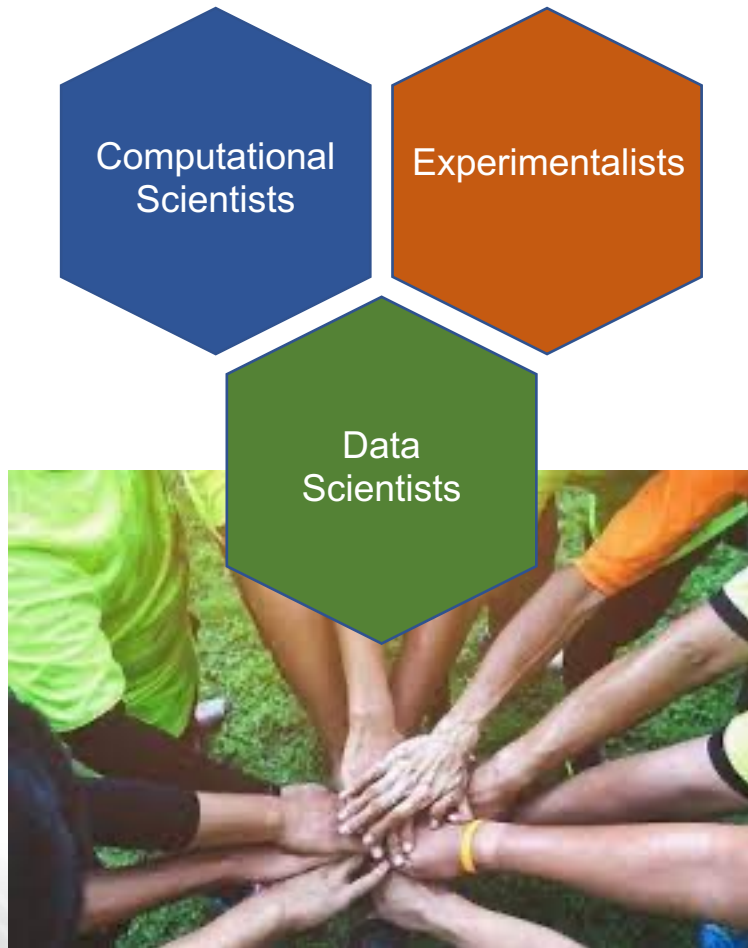 Computational
Scientists
Experimentalists
Data
Scientists